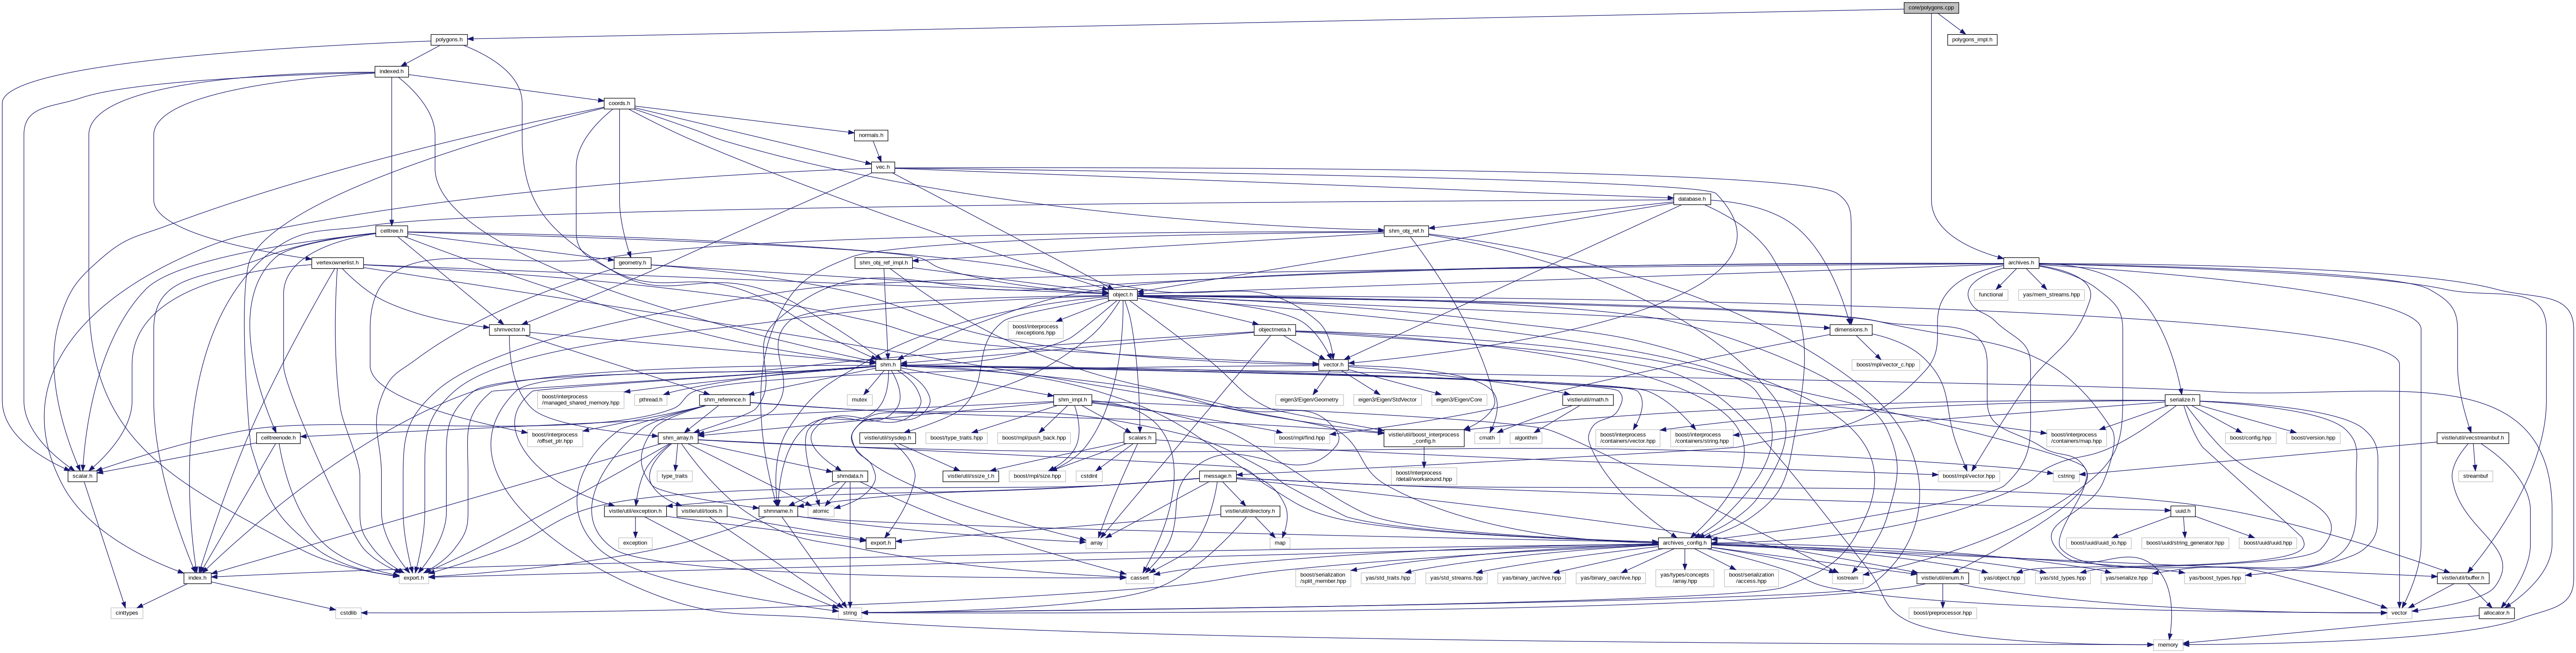 core/polygons.cpp
polygons.h
polygons_impl.h
indexed.h
coords.h
normals.h
vec.h
database.h
celltree.h
shm_obj_ref.h
vertexownerlist.h
geometry.h
shm_obj_ref_impl.h
archives.h
object.h
functional
yas/mem_streams.hpp
shmvector.h
boost/interprocess
/exceptions.hpp
objectmeta.h
dimensions.h
shm.h
vector.h
boost/mpl/vector_c.hpp
boost/interprocess
/managed_shared_memory.hpp
pthread.h
shm_reference.h
mutex
shm_impl.h
eigen3/Eigen/Geometry
eigen3/Eigen/StdVector
eigen3/Eigen/Core
vistle/util/math.h
serialize.h
celltreenode.h
boost/interprocess
/offset_ptr.hpp
shm_array.h
vistle/util/sysdep.h
boost/type_traits.hpp
boost/mpl/push_back.hpp
scalars.h
boost/mpl/find.hpp
vistle/util/boost_interprocess
_config.h
cmath
algorithm
boost/interprocess
/containers/vector.hpp
boost/interprocess
/containers/string.hpp
boost/interprocess
/containers/map.hpp
boost/config.hpp
boost/version.hpp
vistle/util/vecstreambuf.h
scalar.h
type_traits
shmdata.h
vistle/util/ssize_t.h
boost/mpl/size.hpp
cstdint
message.h
boost/interprocess
/detail/workaround.hpp
boost/mpl/vector.hpp
cstring
streambuf
vistle/util/exception.h
vistle/util/tools.h
shmname.h
atomic
vistle/util/directory.h
uuid.h
exception
export.h
array
map
archives_config.h
boost/uuid/uuid_io.hpp
boost/uuid/string_generator.hpp
boost/uuid/uuid.hpp
index.h
export.h
cassert
boost/serialization
/split_member.hpp
yas/std_traits.hpp
yas/std_streams.hpp
yas/binary_iarchive.hpp
yas/binary_oarchive.hpp
yas/types/concepts
/array.hpp
boost/serialization
/access.hpp
iostream
vistle/util/enum.h
yas/object.hpp
yas/std_types.hpp
yas/serialize.hpp
yas/boost_types.hpp
vistle/util/buffer.h
cinttypes
cstdlib
string
boost/preprocessor.hpp
vector
allocator.h
memory